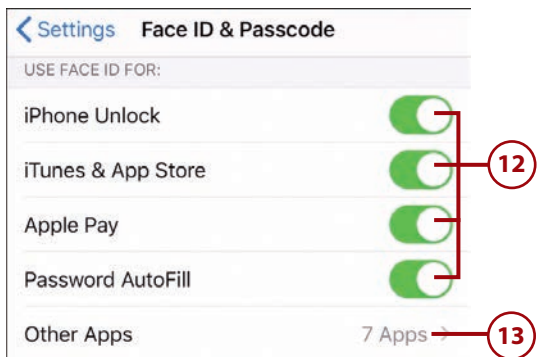 Settings Face ID & Passcode
USE FACE ID FOR:
iPhone Unlock
iTunes & App Store
12
Apple Pay
Password AutoFill
Other Apps 7 Apps 13